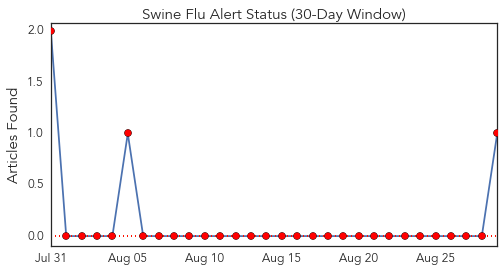 Swine Flu Alert Status (30-Day Window)
Articles Found
2.0
1.5
1.0
0.5
0.0
Jul 31 Aug 05 Aug 10 Aug 15 Aug 20 Aug 25